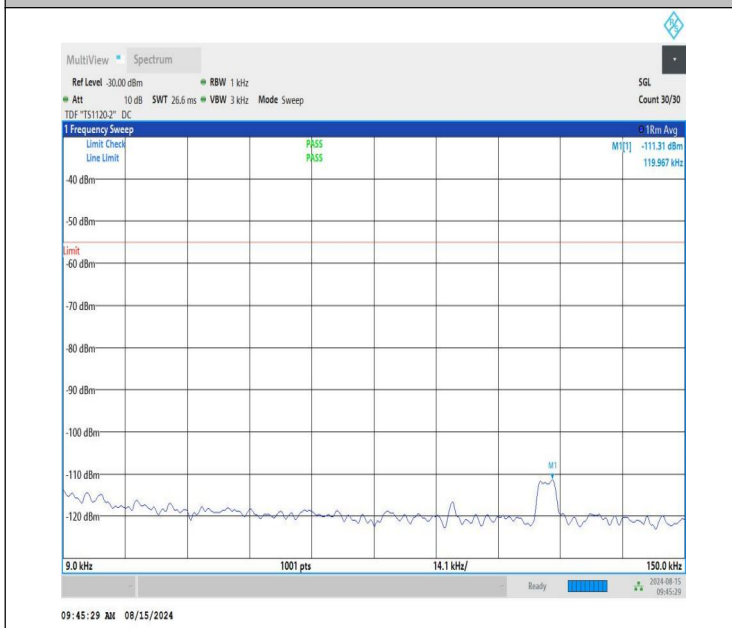 MultiView Spectrum
Ref Level -30.00 dBm RBW 1 kHz SGL
Att 10 dB SWT 26.6 ms VBW 3 kHz Mode Sweep Count 30/30
TDF "TS1120-2" DC
1 Frequency Sweep 1Rm Avg
Limit Check PASS M1[1] -111.31 dBm
Line Limit PASS 119.967 kHz
-40 dBm
-50 dBm
Limit
-60 dBm
-70 dBm
-80 dBm
-90 dBm
-100 dBm
M1
-110 dBm
-120 dBm
9.0 kHz 1001 pts 14.1 kHz/ 150.0 kHz
Ready 2024-08-15
09:45:29
09:45:29 AM 08/15/2024